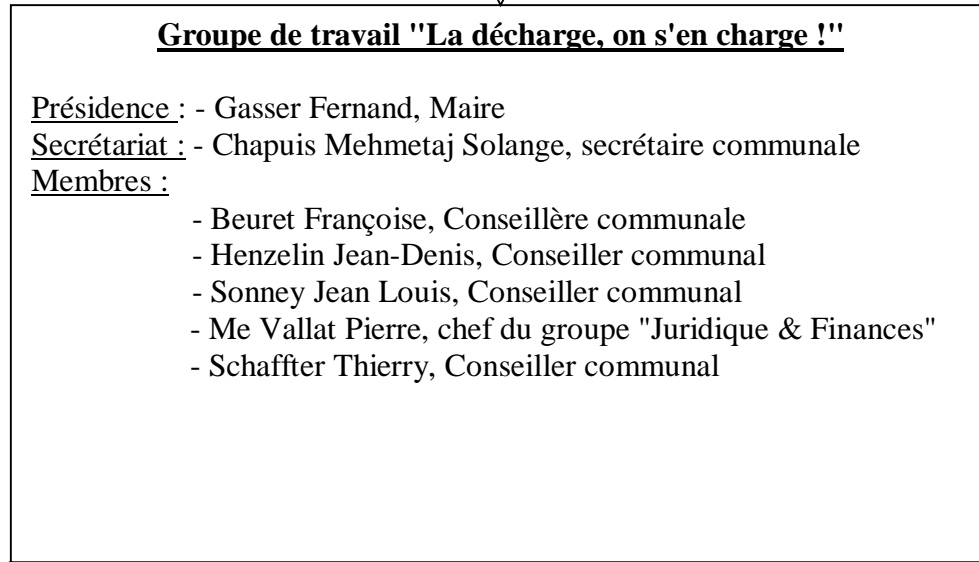 Groupe de travail "La décharge, on s'en charge !"
Présidence : - Gasser Fernand, Maire
Secrétariat : - Chapuis Mehmetaj Solange, secrétaire communale
Membres :
- Beuret Françoise, Conseillère communale
- Henzelin Jean-Denis, Conseiller communal
- Sonney Jean Louis, Conseiller communal
- Me Vallat Pierre, chef du groupe "Juridique & Finances"
- Schaffter Thierry, Conseiller communal